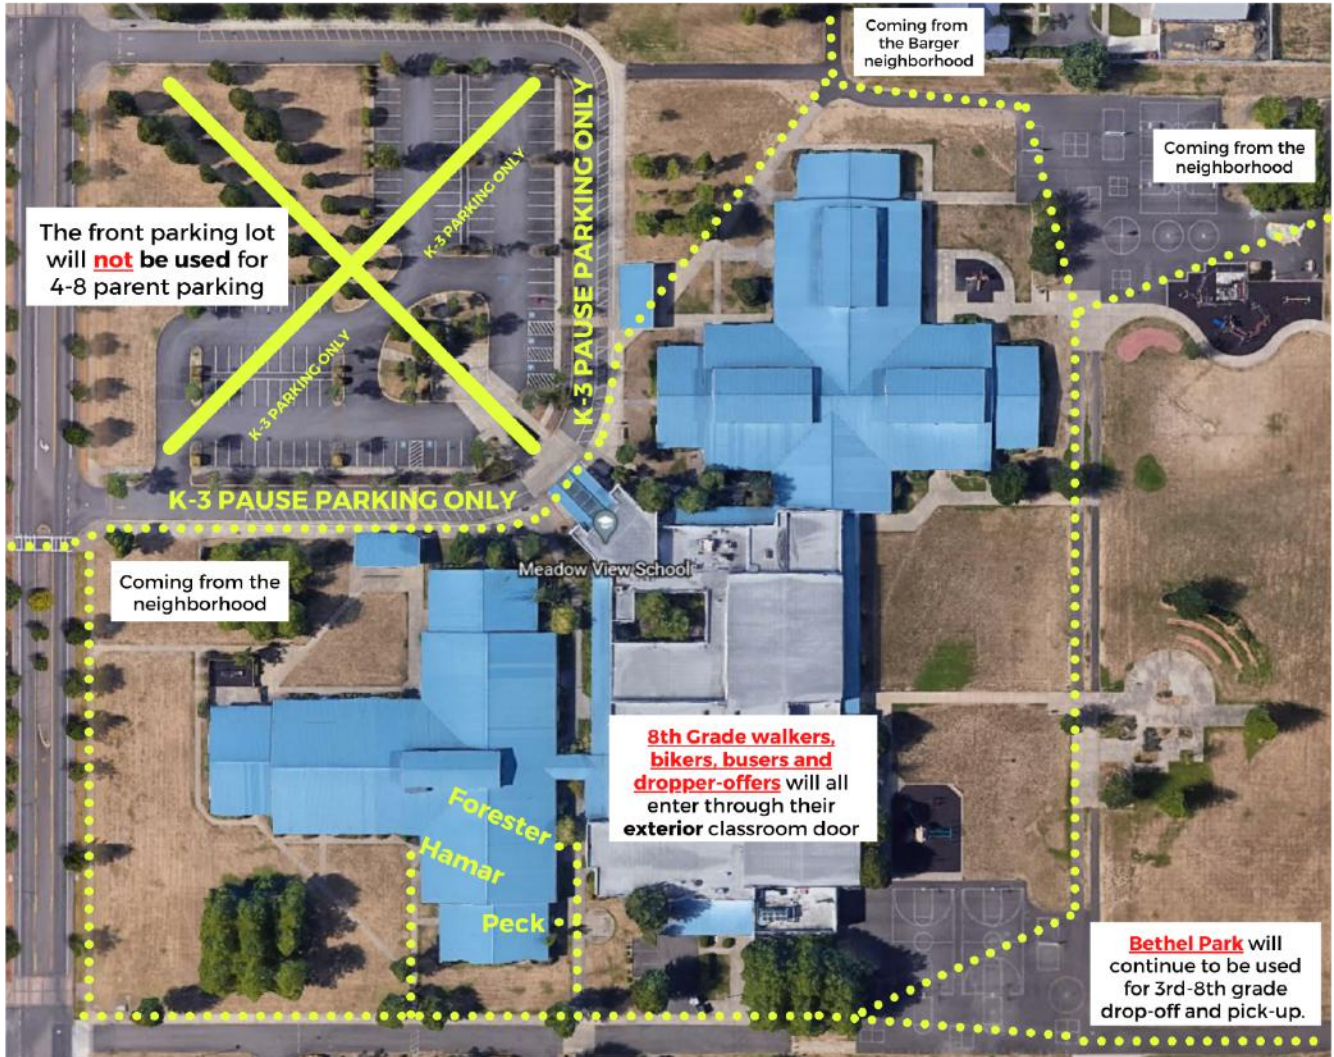 Coming from
the Barger
neighborhood
Coming from the
neighborhood
K-3 PAUSE PARKING ONLY
K-3 PARKING ONLY
The front parking lot
will not be used for
4-8 parent parking
K-3 PARKING ONLY
K-3 PAUSE PARKING ONLY
Meadow View School
Coming from the
neighborhood
8th Grade walkers,
bikers, busers and
dropper-offers will all
enter through their
exterior classroom door
Forester
Hamar
Peck
Bethel Park will
continue to be used
for 3rd-8th grade
drop-off and pick-up.